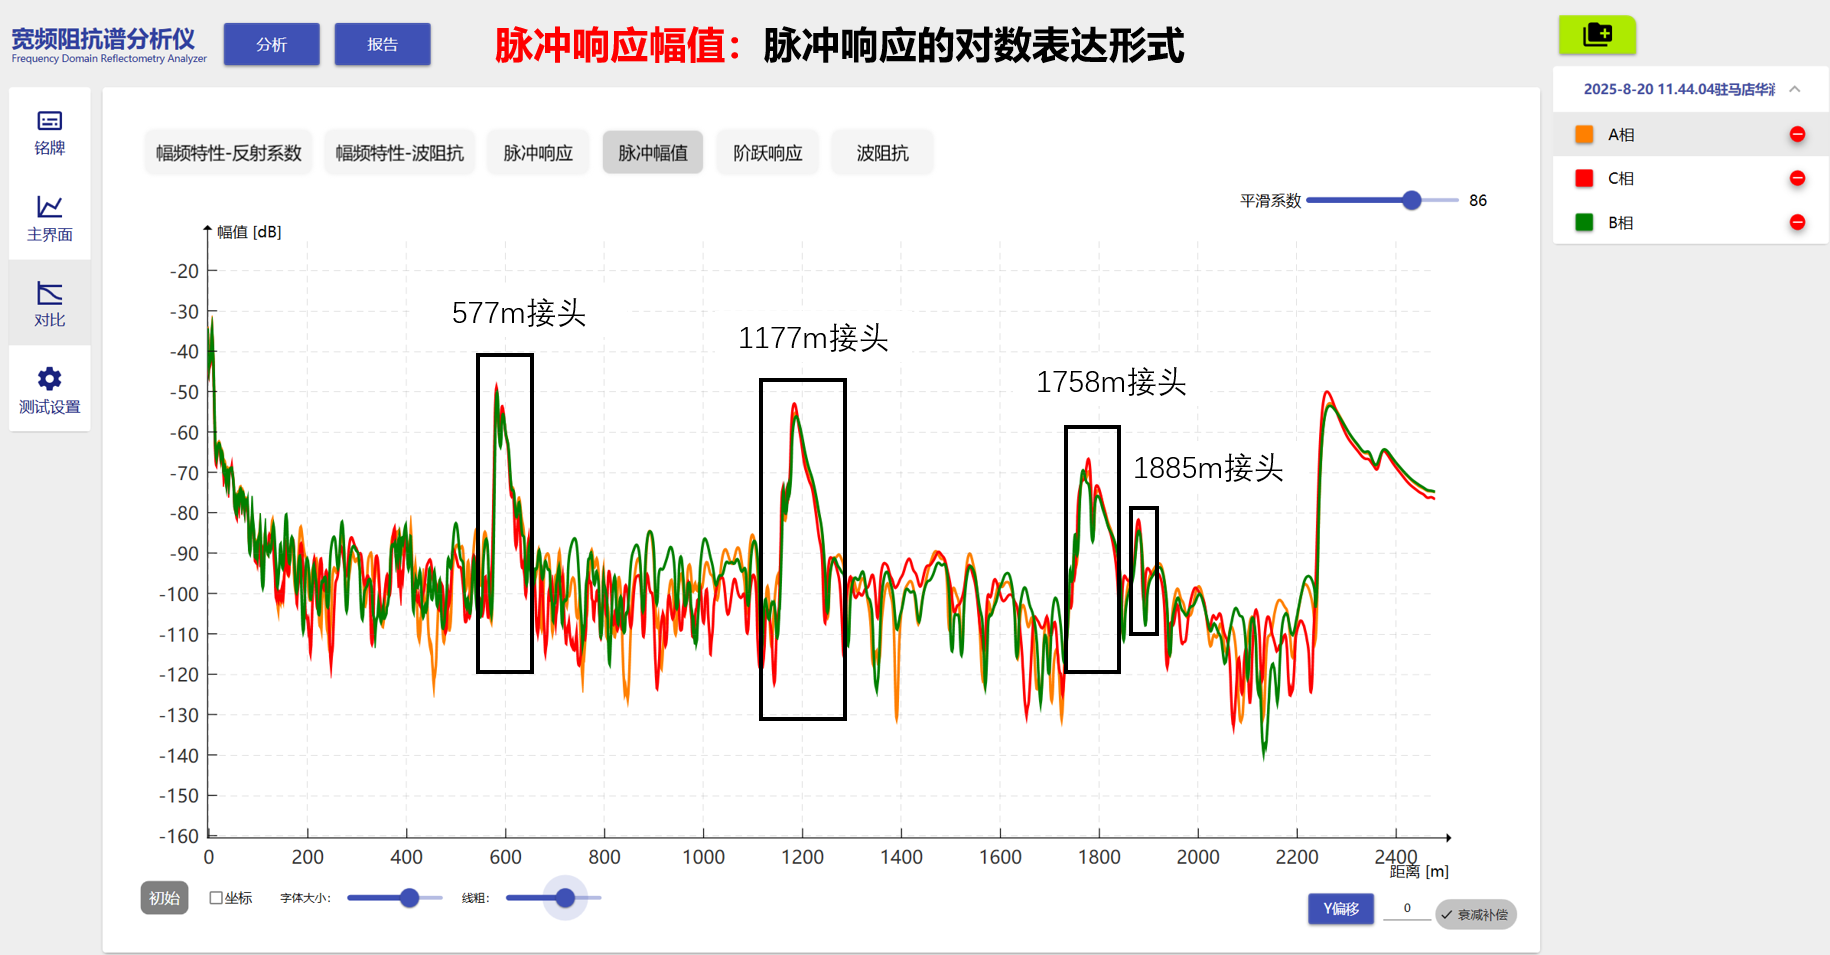 宽频阻抗谱分析仪
Frequency Domain Reflectometry Analyzer
分析
报告
脉冲响应幅值：脉冲响应的对数表达形式
2025-8-20 11.44.04驻马店华
A相
C相
B相
铭牌
主界面
对比
测试设置
幅频特性-反射系数
幅频特性-波阻抗
脉冲响应
脉冲幅值
阶跃响应
波阻抗
平滑系数
86
幅值 [dB]
-20
-30
-40
-50
-60
-70
-80
-90
-100
-110
-120
-130
-140
-150
-160
577m接头
1177m接头
1758m接头
1885m接头
0 200 400 600 800 1000 1200 1400 1600 1800 2000 2200 2400
距离 [m]
初始
坐标
字体大小：
线粗：
Y偏移
0
衰减补偿